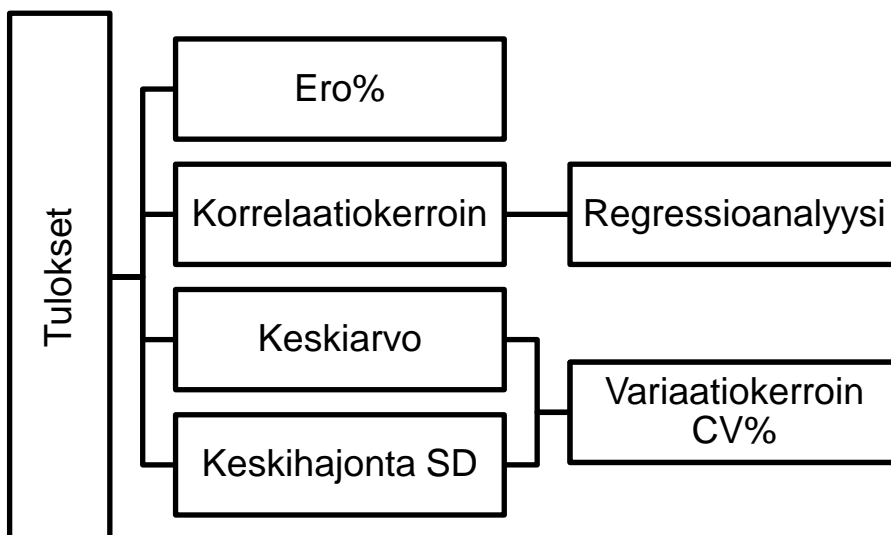 Tulokset
Ero%
Korrelaatiokerroin
Regressioanalyysi
Keskiarvo
Keskihajonta SD
Variaatiokerroin
CV%